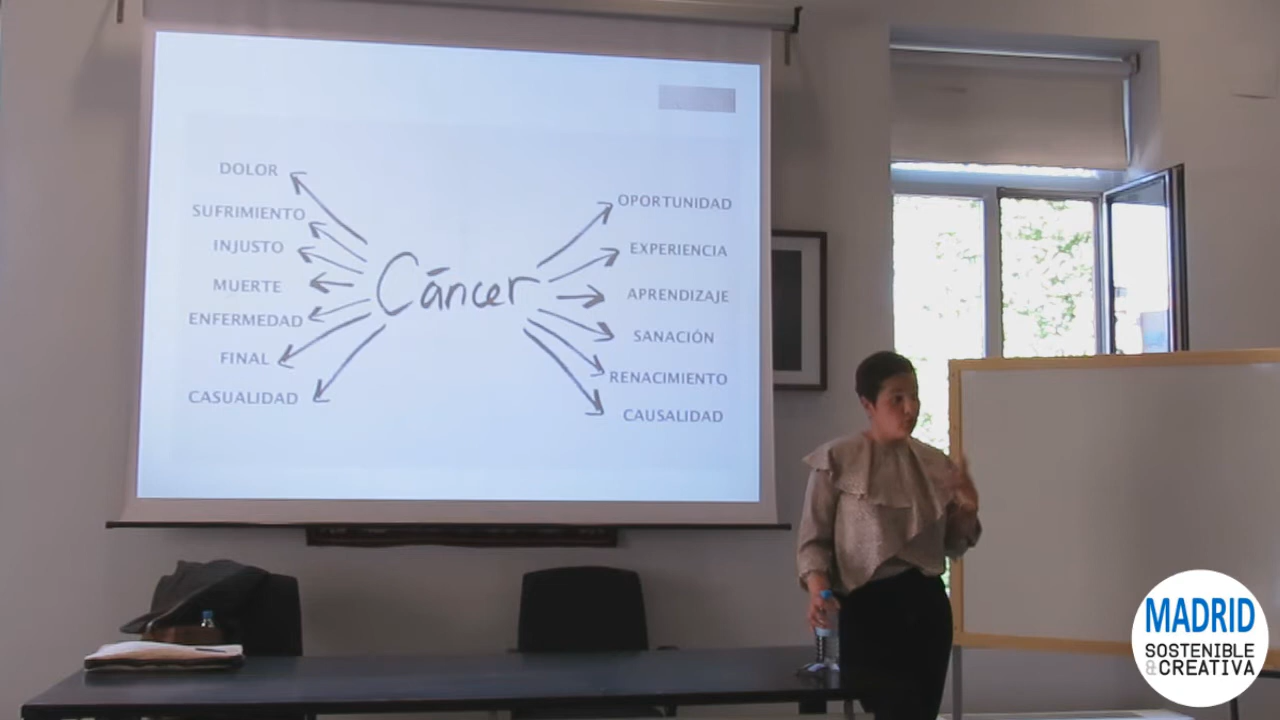 DOLOR
SUFRIMIENTO
INJUSTO
MUERTE
ENFERMEDAD
FINAL
CASUALIDAD
Cáncer
OPORTUNIDAD
EXPERIENCIA
APRENDIZAJE
SANACIÓN
RENACIMIENTO
CAUSALIDAD
MADRID
SOSTENIBLE
&CREATIVA